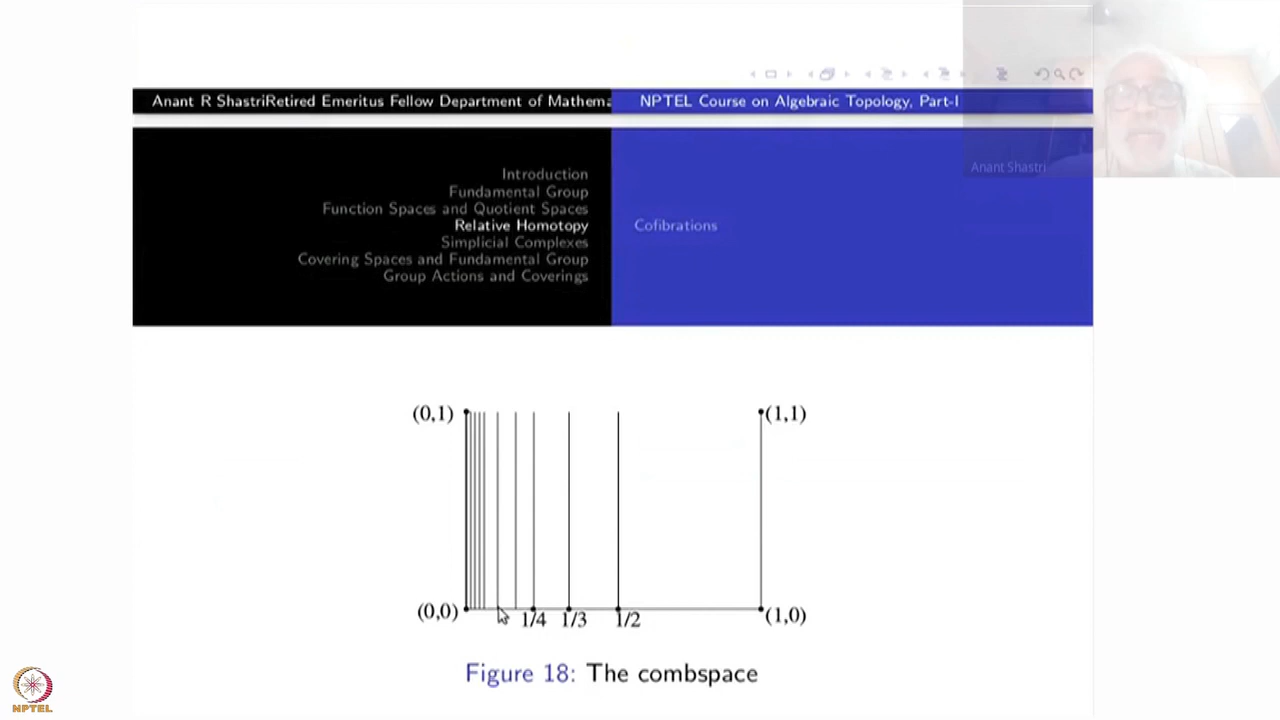 Anant R ShastriRetired Emeritus Fellow Department of Mathema
NPTEL Course on Algebraic Topology, Part-I
Anant Shastri
Introduction
Fundamental Group
Function Spaces and Quotient Spaces
Relative Homotopy
Simplicial Complexes
Covering Spaces and Fundamental Group
Group Actions and Coverings
Cofibrations
(0,1)
(1,1)
(0,0)
1/4
1/3
1/2
(1,0)
Figure 18: The combspace
NPTEL